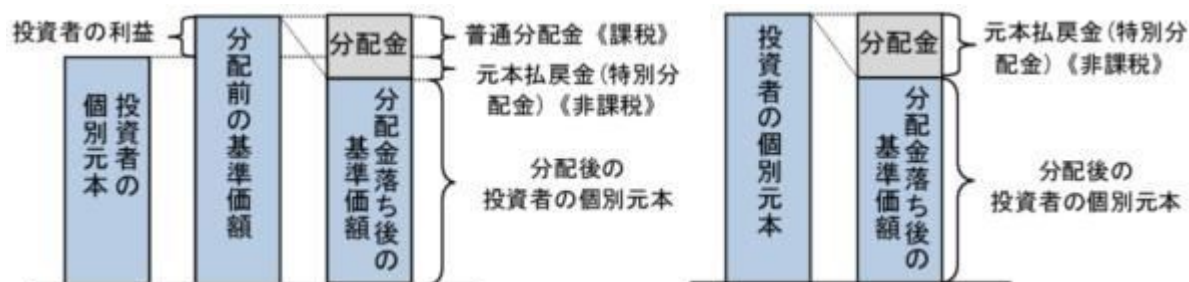 投資者の利益
投資者の
個別元本
分配前の基準価額
分配金
分配金落ち後の
基準価額
普通分配金《課税》
元本払戻金(特別分
配金)《非課税》
分配後の
投資者の個別元本
投資者の個別元本
分配金
分配金落ち後の
基準価額
元本払戻金(特別分
配金)《非課税》
分配後の
投資者の個別元本